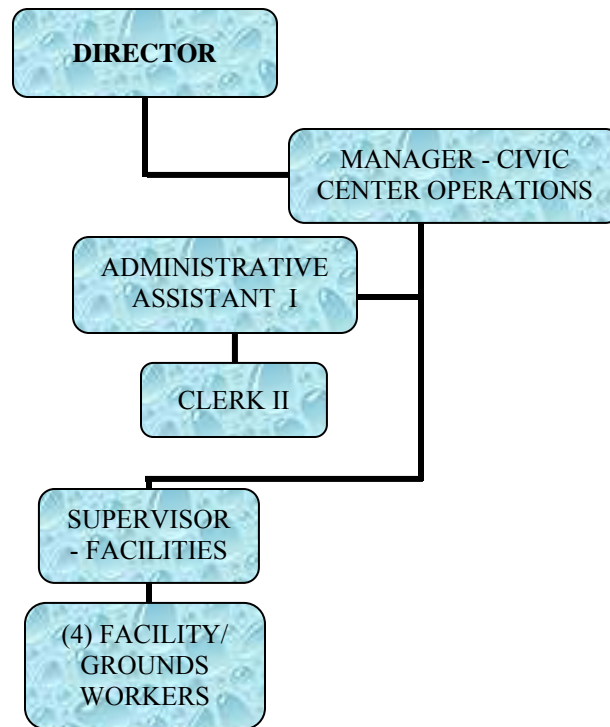 DIRECTOR
MANAGER - CIVIC
CENTER OPERATIONS
ADMINISTRATIVE
ASSISTANT I
CLERK II
SUPERVISOR
- FACILITIES
(4) FACILITY/
GROUNDS
WORKERS